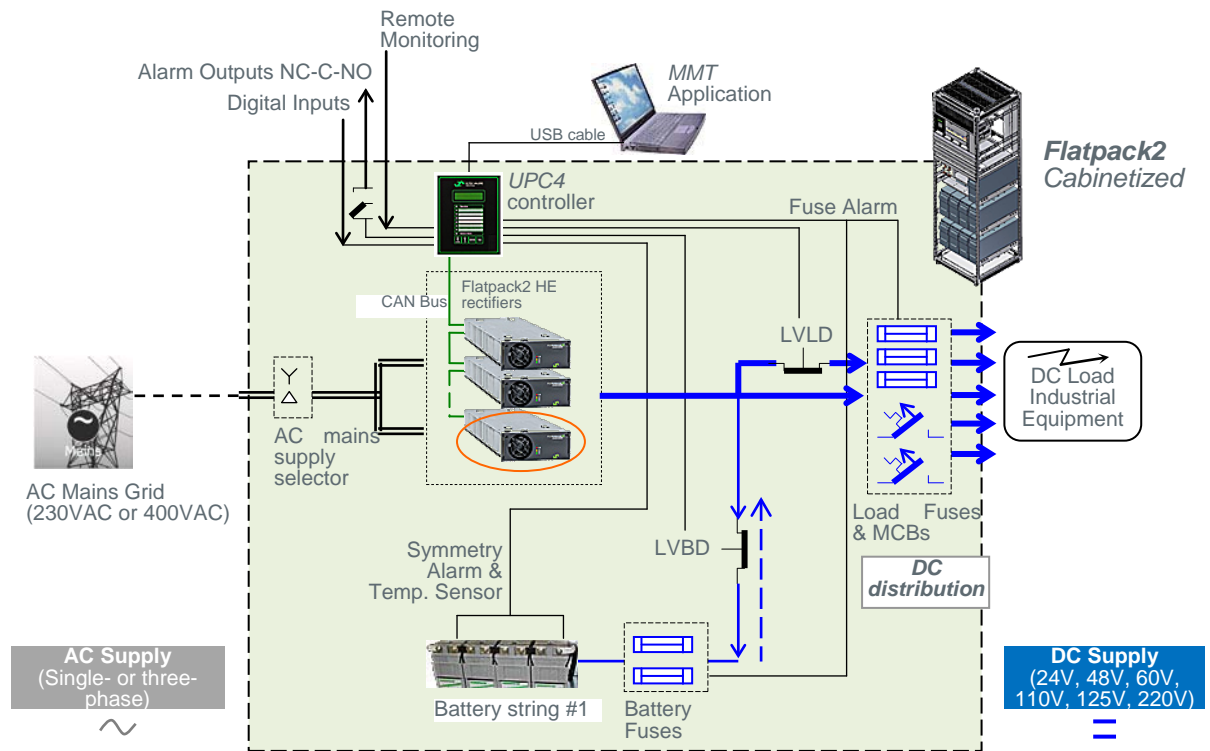 Remote
Monitoring
Alarm Outputs NC-C-NO
Digital Inputs
MMT
Application
USB cable
Flatpack2
Cabinetized
UPC4
controller
Fuse Alarm
CAN Bus
Flatpack2 HE
rectifiers
LVLD
DC Load
Industrial
Equipment
Mains
AC mains
supply
selector
AC Mains Grid
(230VAC or 400VAC)
Load Fuses
& MCBs
LVBD
Symmetry
Alarm &
Temp. Sensor
DC
distribution
AC Supply
(Single- or three-
phase)
DC Supply
(24V, 48V, 60V,
110V, 125V, 220V)
Battery string #1
Battery
Fuses